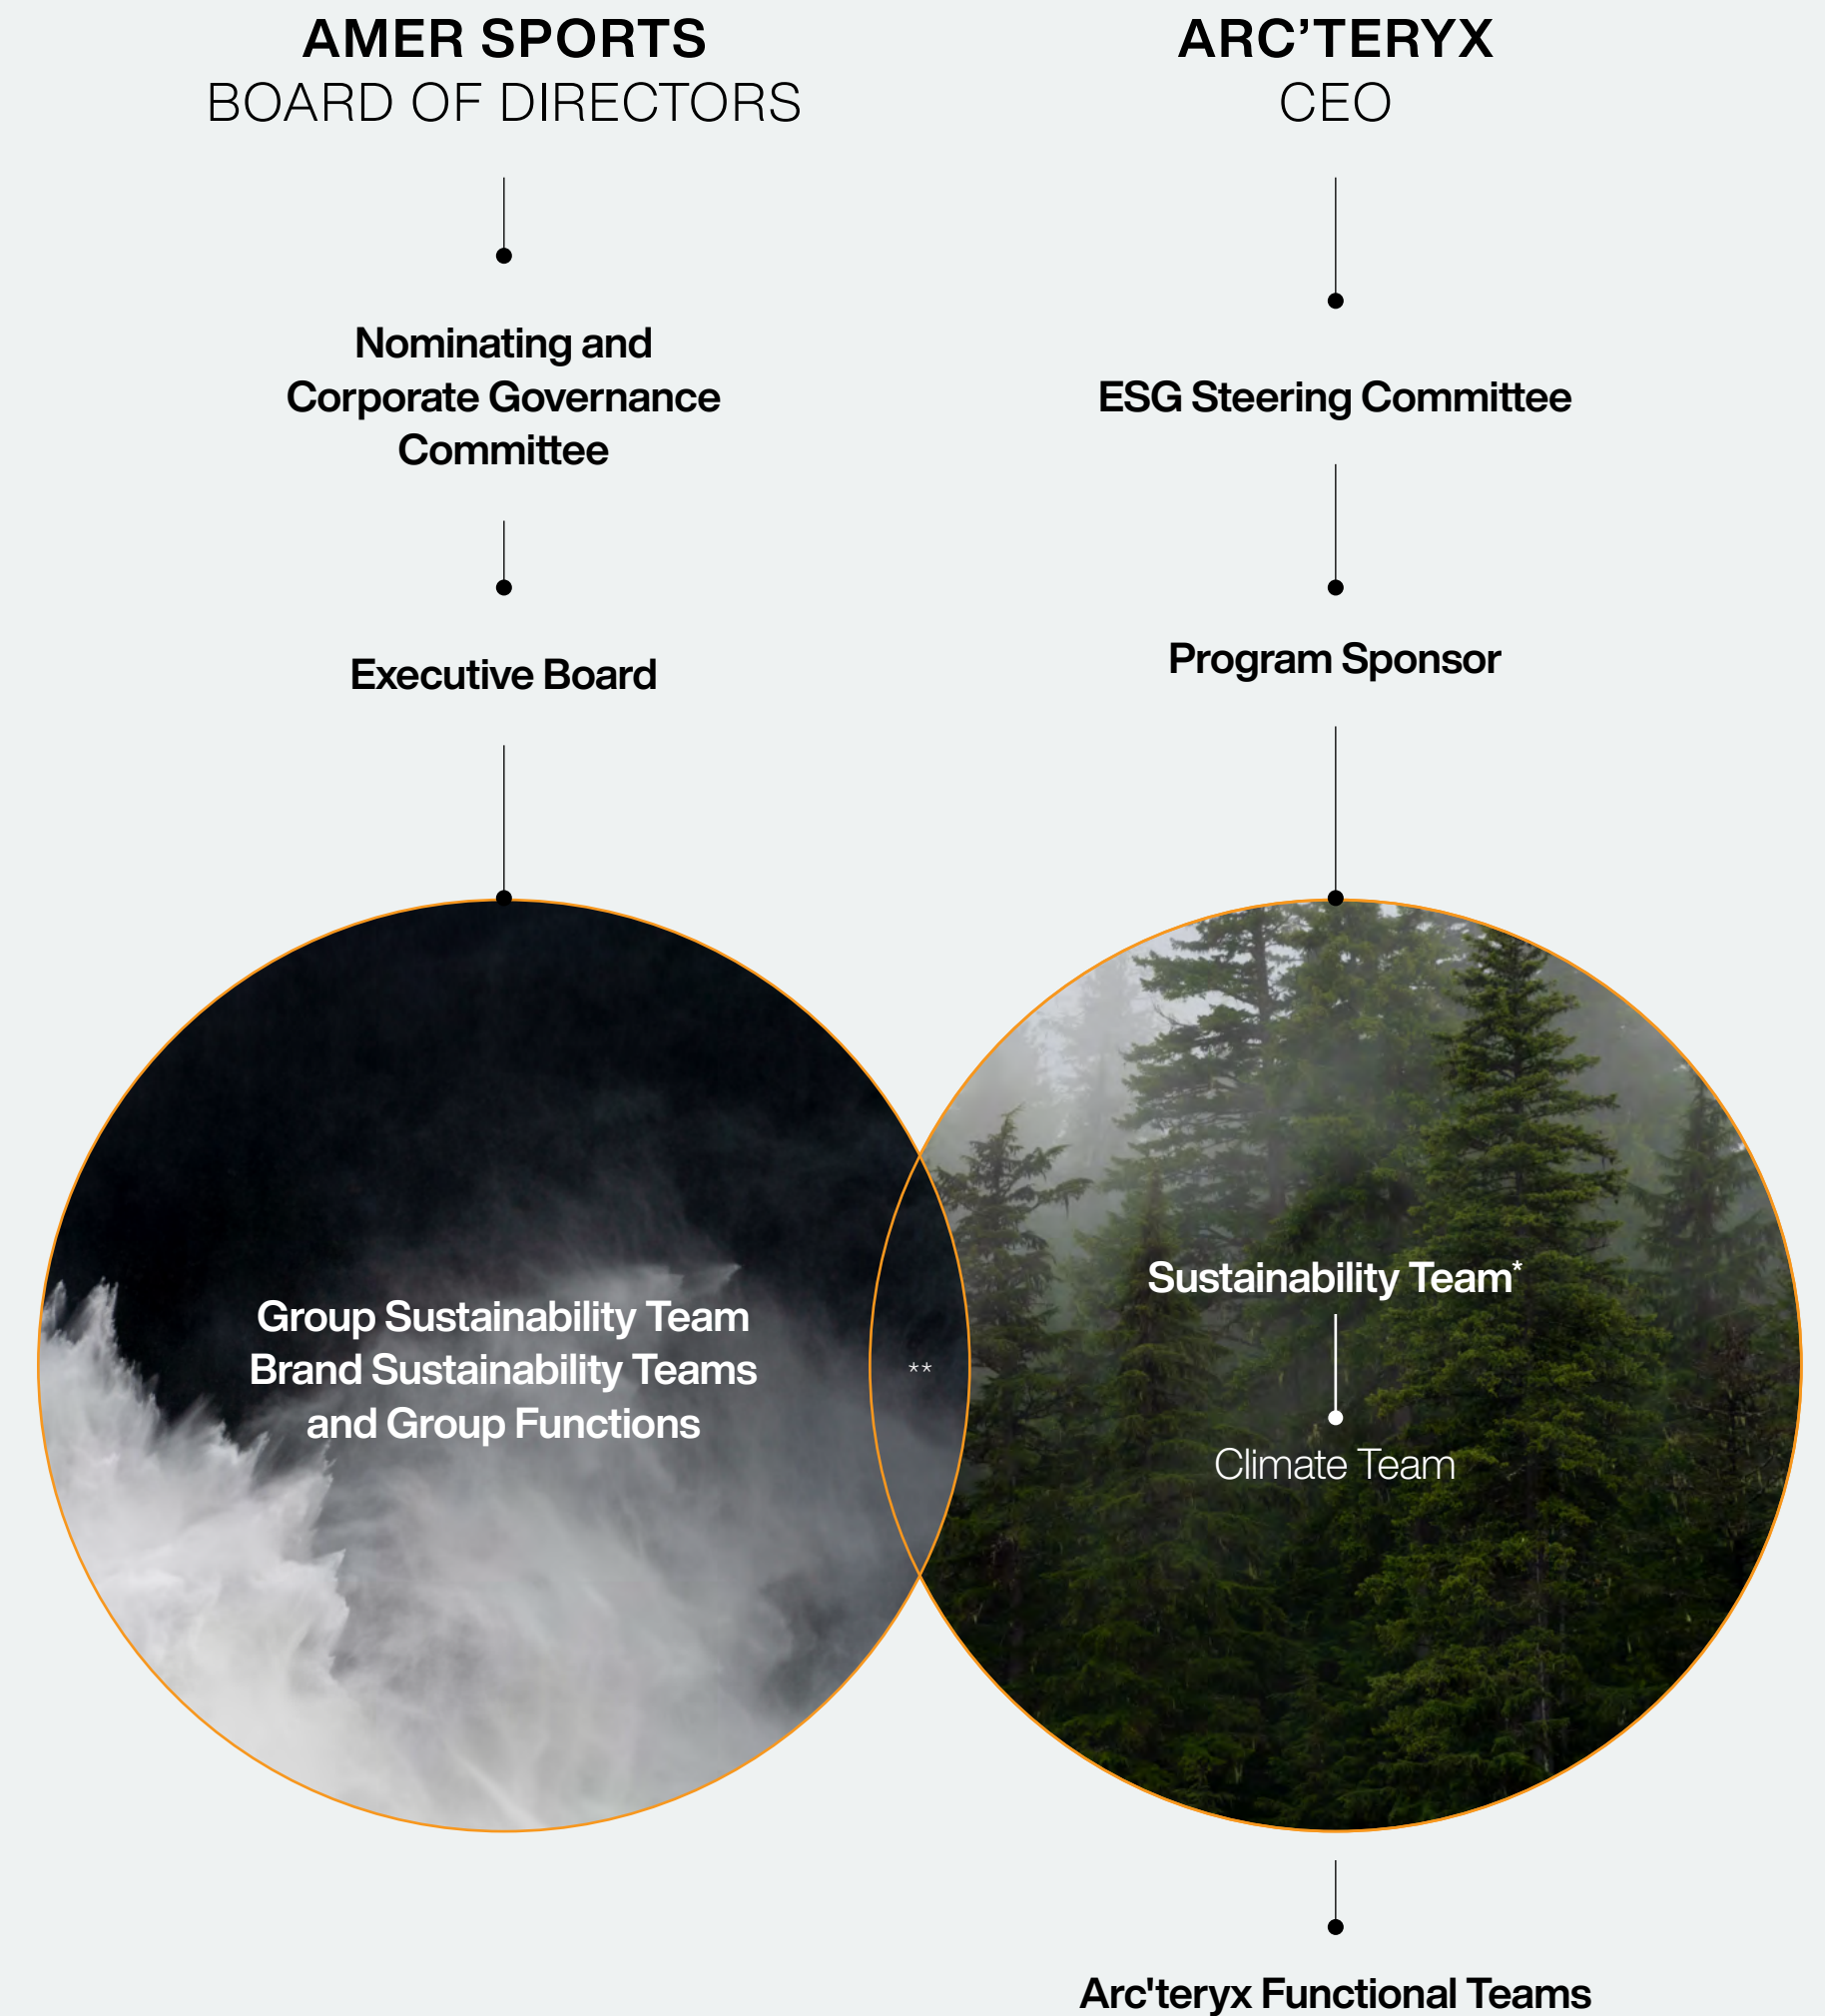 AMER SPORTS
BOARD OF DIRECTORS
Nominating and
Corporate Governance
Committee
Executive Board
Group Sustainability Team
Brand Sustainability Teams
and Group Functions
**
ARC’TERYX
CEO
ESG Steering Committee
Program Sponsor
Sustainability Team*
Climate Team
Arc'teryx Functional Teams